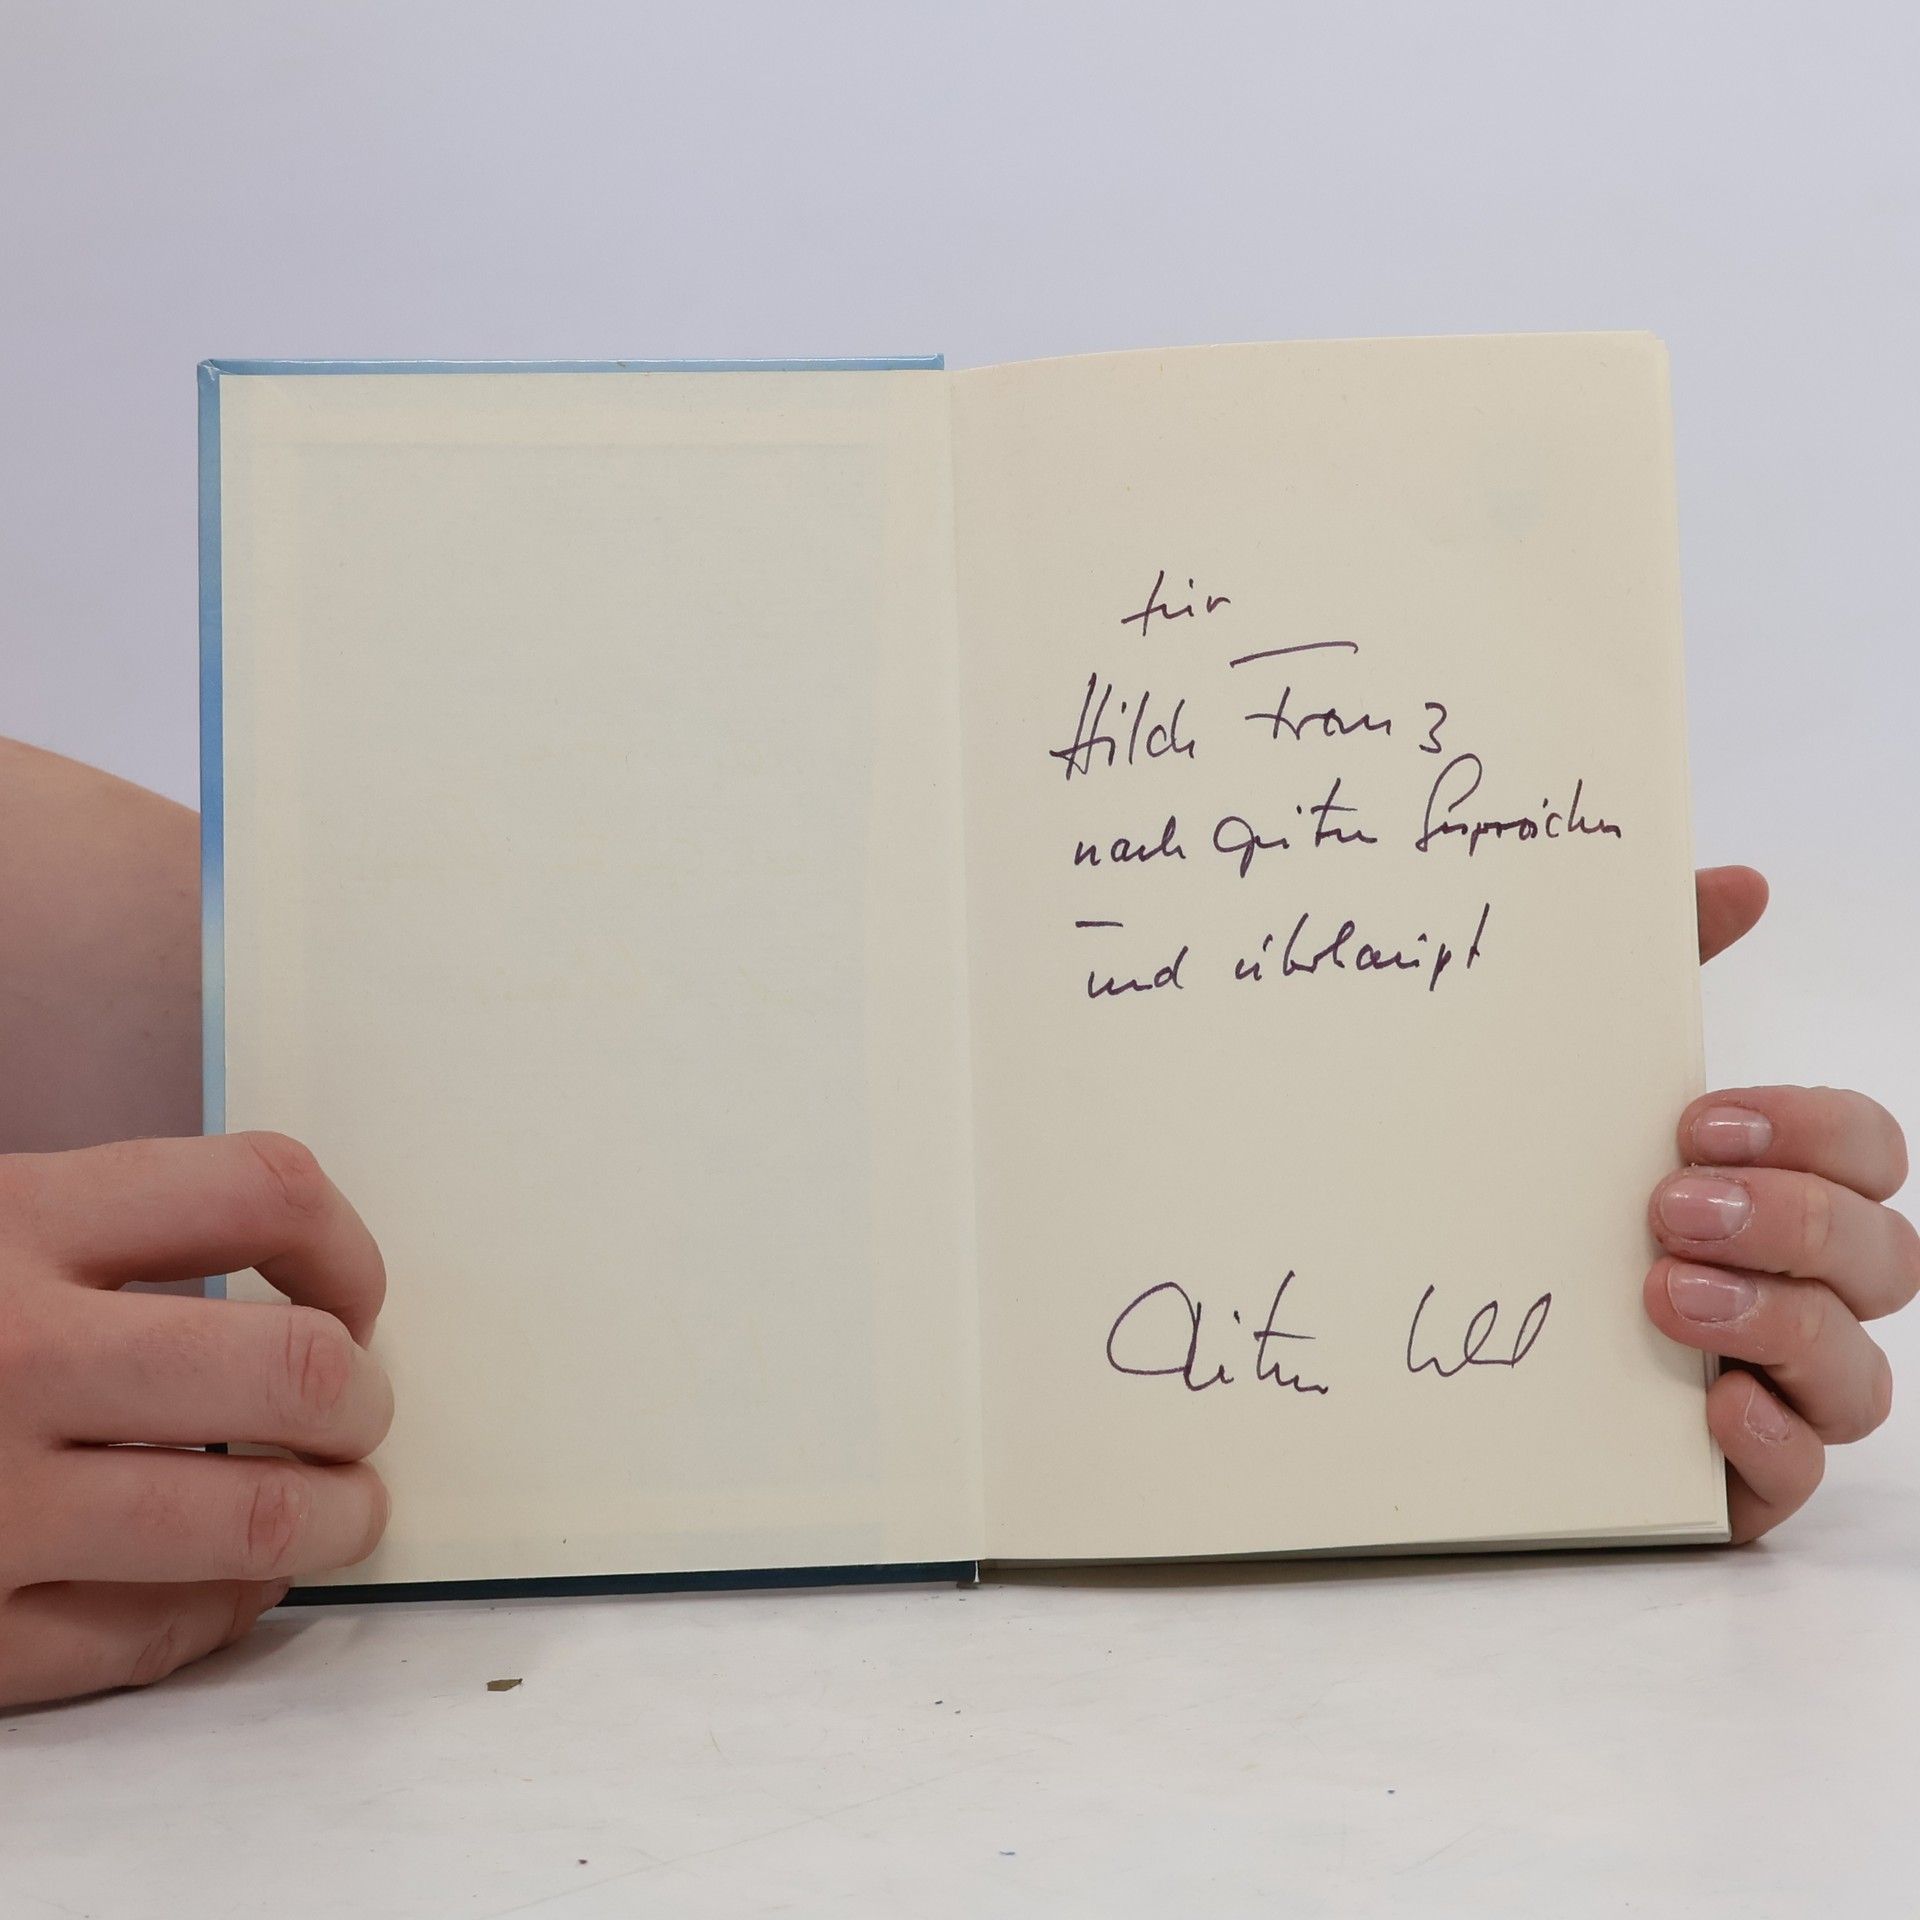 für
Hilde Franz
nach guten Gesprächen
und überhaupt